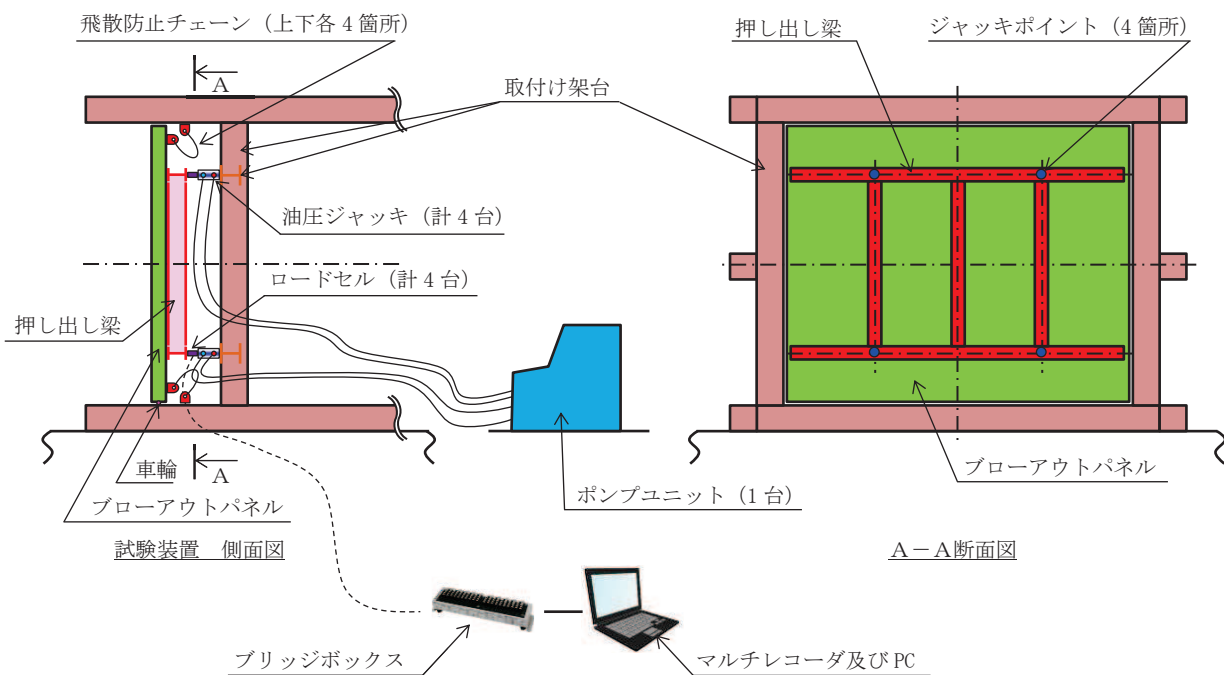 飛散防止チェーン（上下各 4 箇所）
押し出し梁
ジャッキポイント（4 箇所）
A
取付け架台
油圧ジャッキ（計 4 台）
ロードセル（計 4 台）
押し出し梁
車輪
A
ブローアウトパネル
ポンプユニット（1 台）
ブローアウトパネル
試験装置　側面図
A－A断面図
ブリッジボックス
マルチレコーダ及び PC